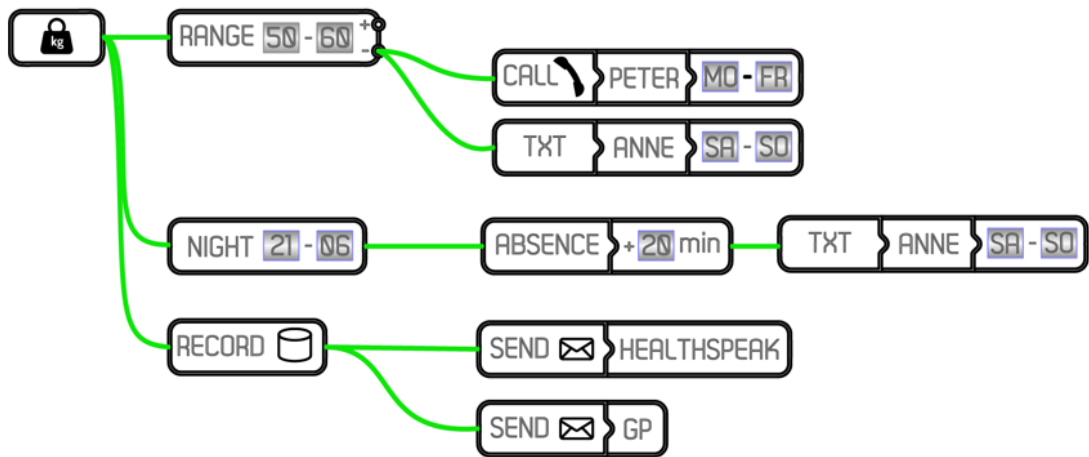 kg
RANGE 50 - 60 + -
CALL PETER MO - FR
TXT ANNE SA - SO
NIGHT 21 - 06
ABSENCE + 20 min
TXT ANNE SA - SO
RECORD
SEND HEALTHSPEAK
SEND GP